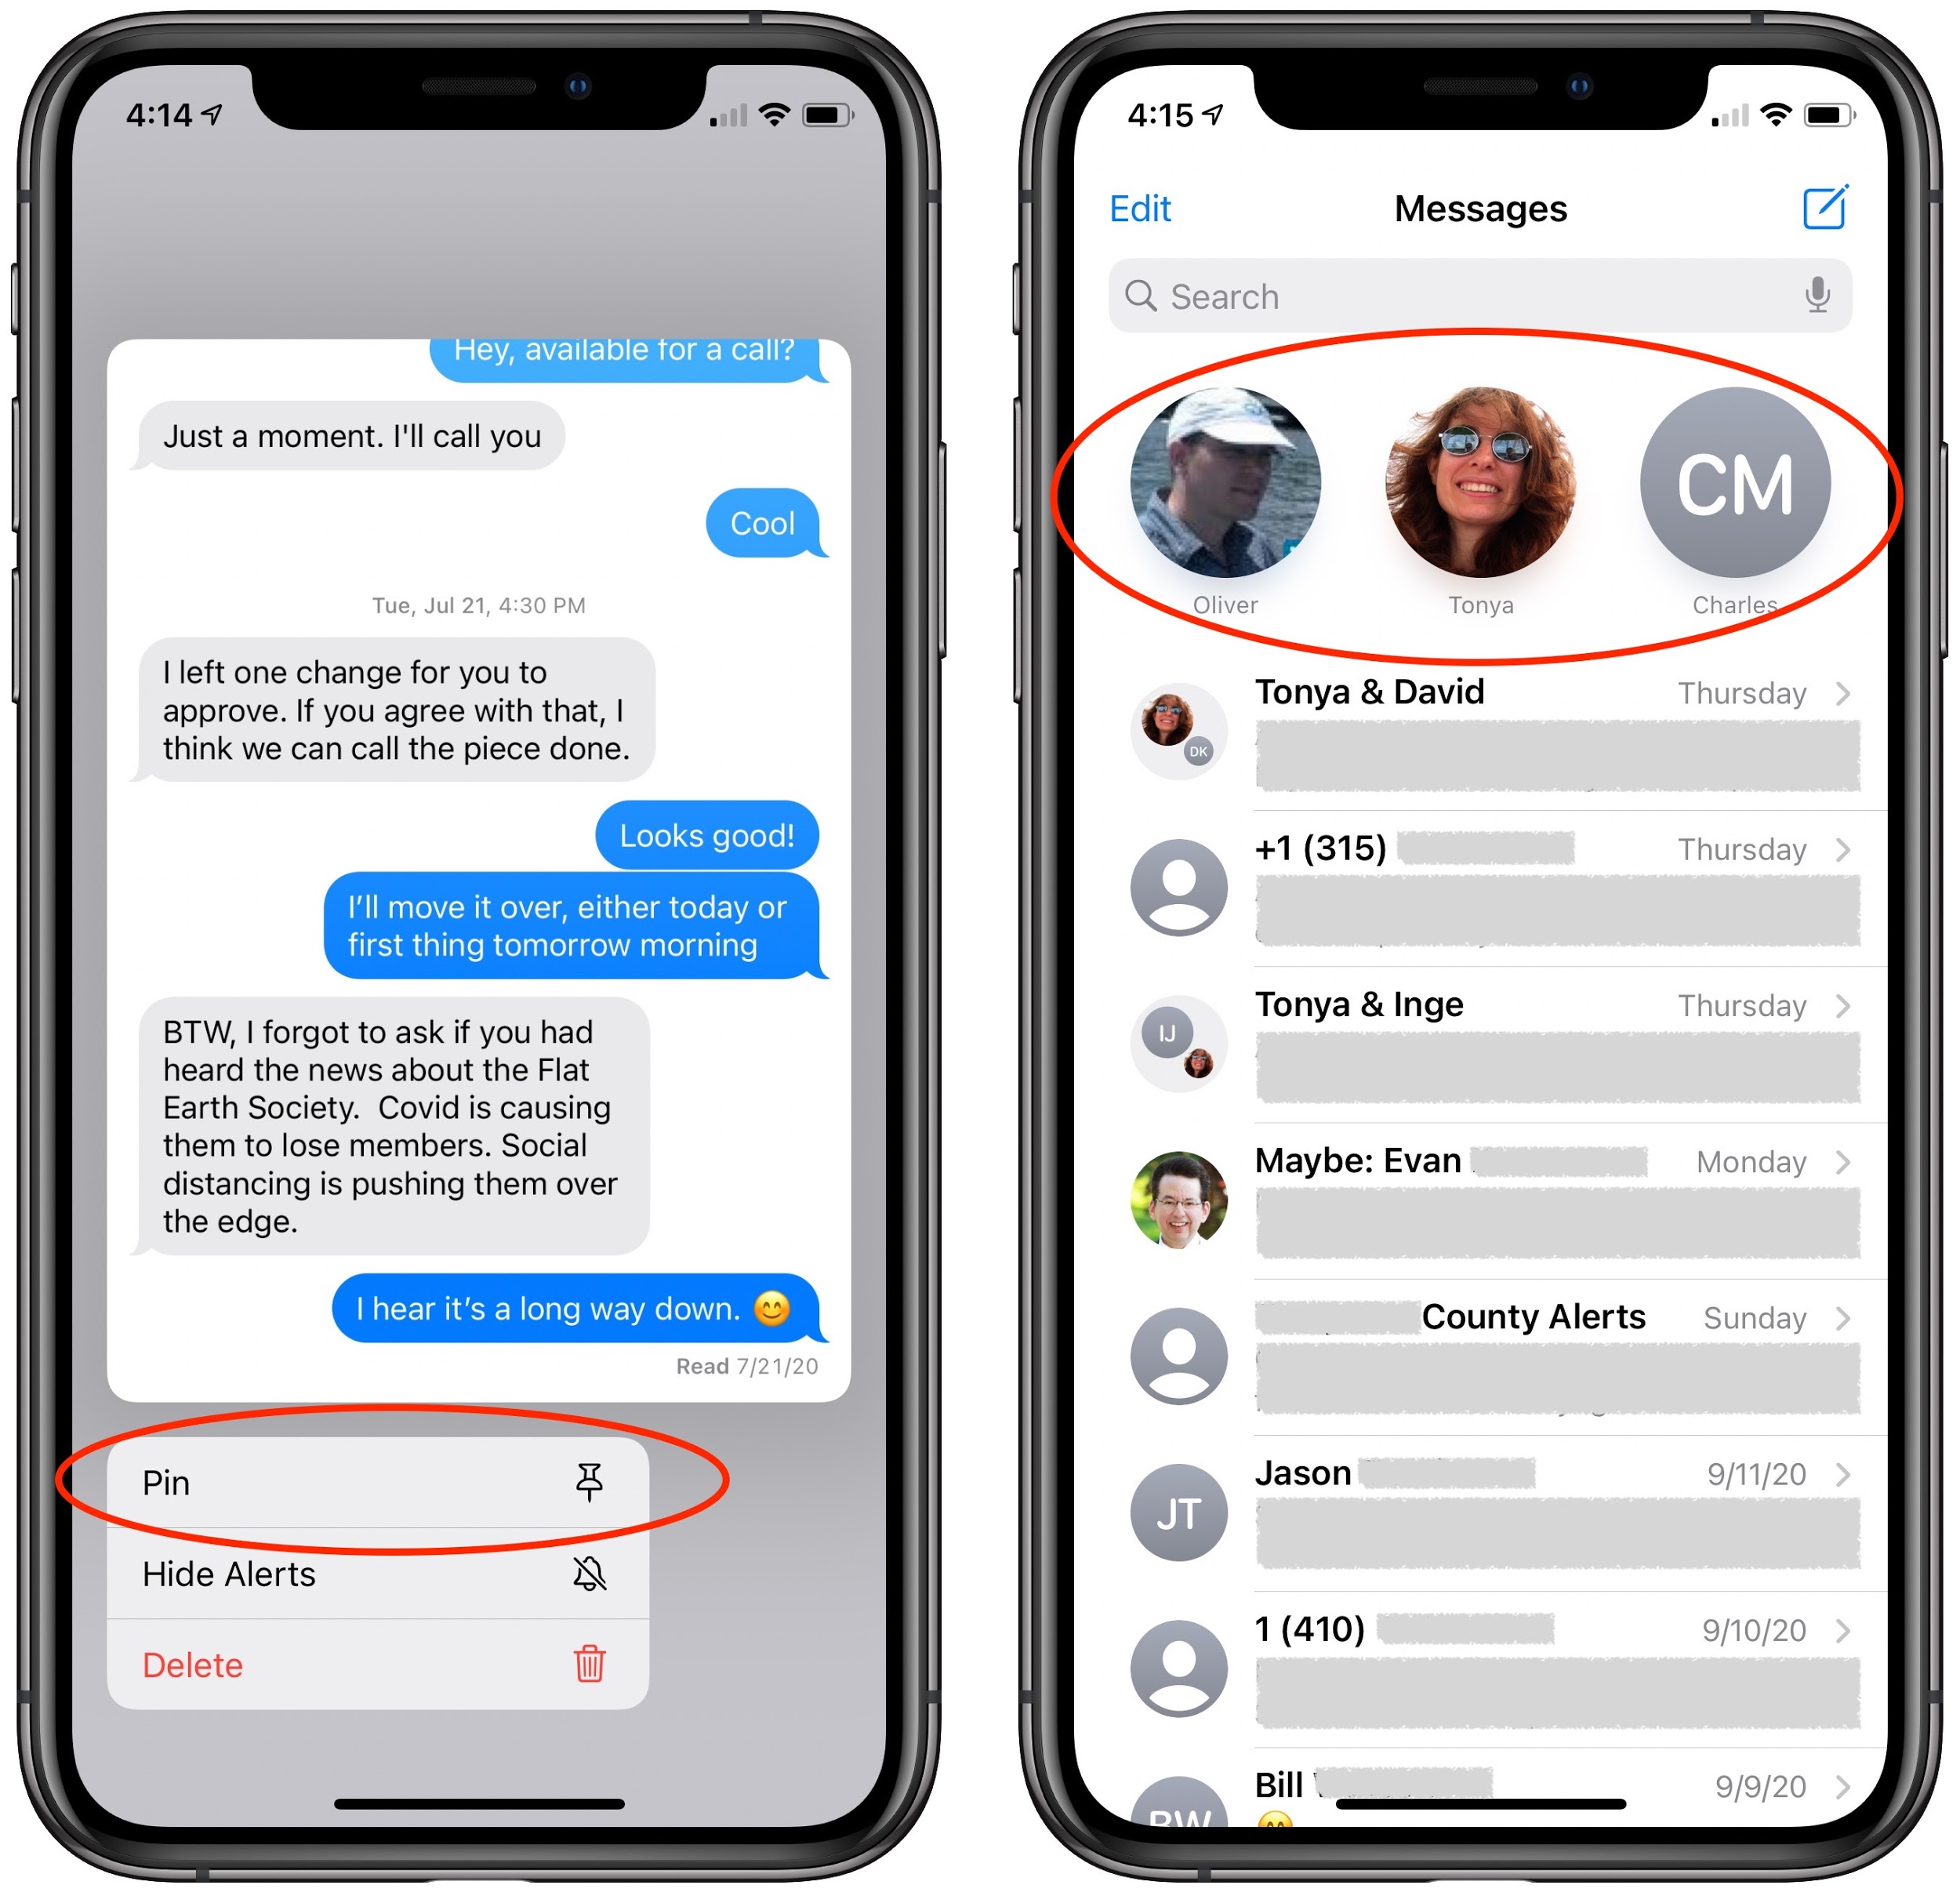 4:14
Hey, available for a call?
Just a moment. I'll call you
Cool
Tue, Jul 21, 4:30 PM
I left one change for you to
approve. If you agree with that, I
think we can call the piece done.
Looks good!
I’ll move it over, either today or
first thing tomorrow morning
BTW, I forgot to ask if you had
heard the news about the Flat
Earth Society.  Covid is causing
them to lose members. Social
distancing is pushing them over
the edge.
I hear it’s a long way down. 😊
Read 7/21/20
Pin
Hide Alerts
Delete
4:15
Edit
Messages
Search
CM
Oliver
Tonya
Charles
Tonya & David
Thursday
DK
+1 (315)
Thursday
Tonya & Inge
Thursday
IJ
Maybe: Evan
Monday
County Alerts
Sunday
Jason
9/11/20
JT
1 (410)
9/10/20
Bill
9/9/20
BW